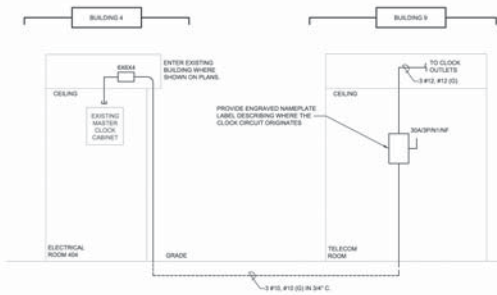 BUILDING 4
BUILDING 9
6X6X4
ENTER EXISTING
BUILDING WHERE
SHOWN ON PLANS.
TO CLOCK
OUTLETS
3 #12, #12 (G).
CEILING
CEILING
EXISTING
MASTER
CLOCK
CABINET
PROVIDE ENGRAVED NAMEPLATE
LABEL DESCRIBING WHERE THE
CLOCK CIRCUIT ORIGINATES
30A/3P/N1/NF
ELECTRICAL
ROOM 404
GRADE
TELECOM
ROOM
3 #10, #10 (G) IN 3/4" C.